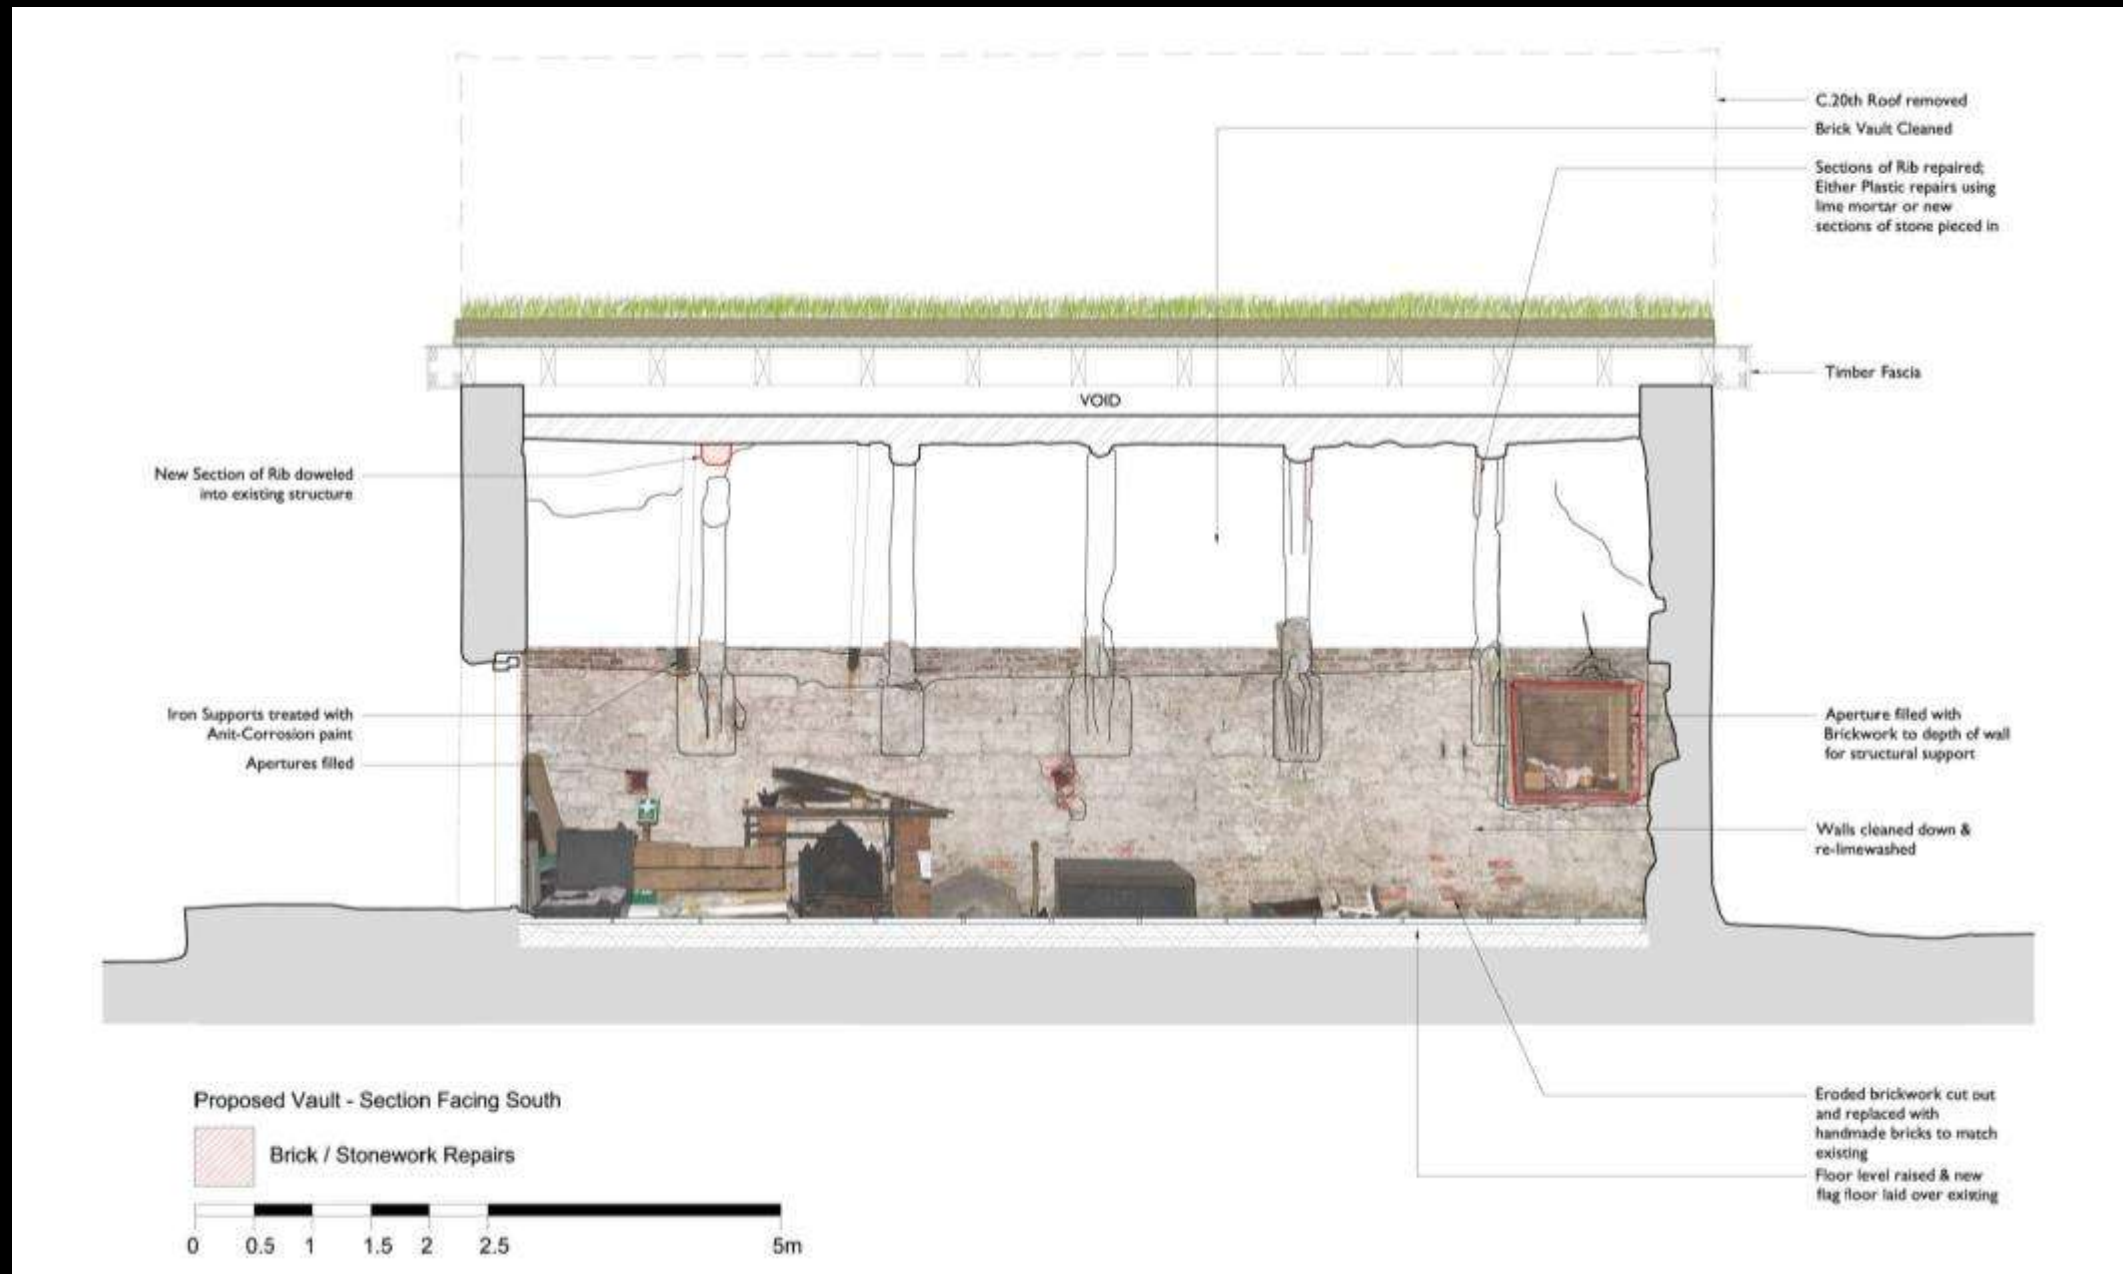 C.20th Roof removed
Brick Vault Cleaned
Sections of Rib repaired;
Either Plastic repairs using
lime mortar or new
sections of stone pieced in
Timber Fascia
VOID
New Section of Rib doweled
into existing structure
Iron Supports treated with
Anit-Corrosion paint
Apertures filled
Aperture filled with
Brickwork to depth of wall
for structural support
Walls cleaned down &
re-limewashed
Eroded brickwork cut out
and replaced with
handmade bricks to match
existing
Floor level raised & new
flag floor laid over existing
Proposed Vault - Section Facing South
Brick / Stonework Repairs
0 0.5 1 1.5 2 2.5 5m